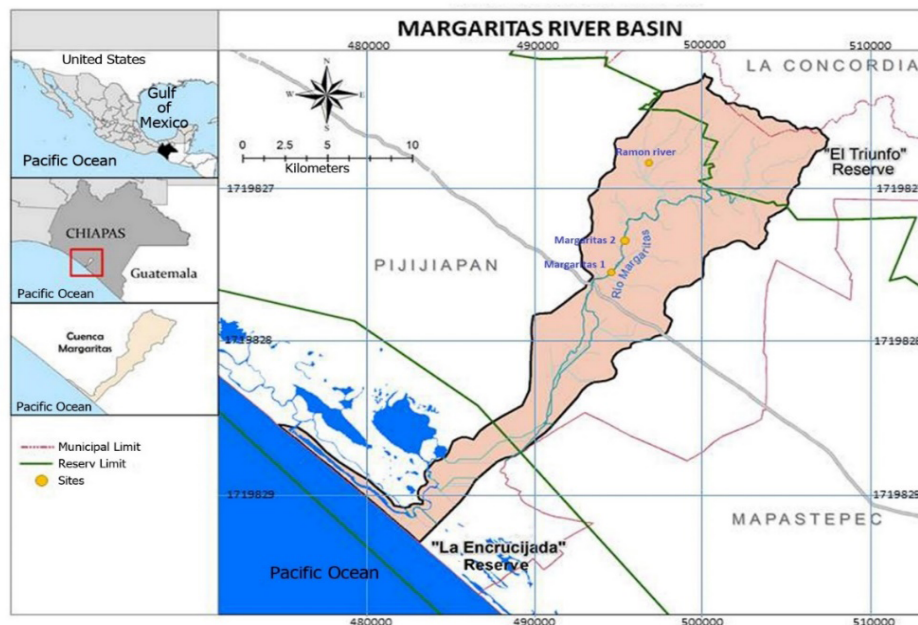 MARGARITAS RIVER BASIN
480000
490000
500000
510000
United States
Gulf
of
Mexico
Pacific Ocean
CHIAPAS
Guatemala
Pacific Ocean
Cuenca
Margaritas
Pacific Ocean
Municipal Limit
Reserv Limit
Sites
N
W
E
S
0 2.5 5 10
Kilometers
LA CONCORDIA
"El Triunfo"
Reserve
Ramon river
1719827
1719827
Margaritas 2
Margaritas 1
Río Margaritas
PIJIJIAPAN
1719828
1719828
1719829
1719829
MAPASTEPEC
"La Encrucijada"
Reserve
Pacific Ocean
480000
490000
500000
510000